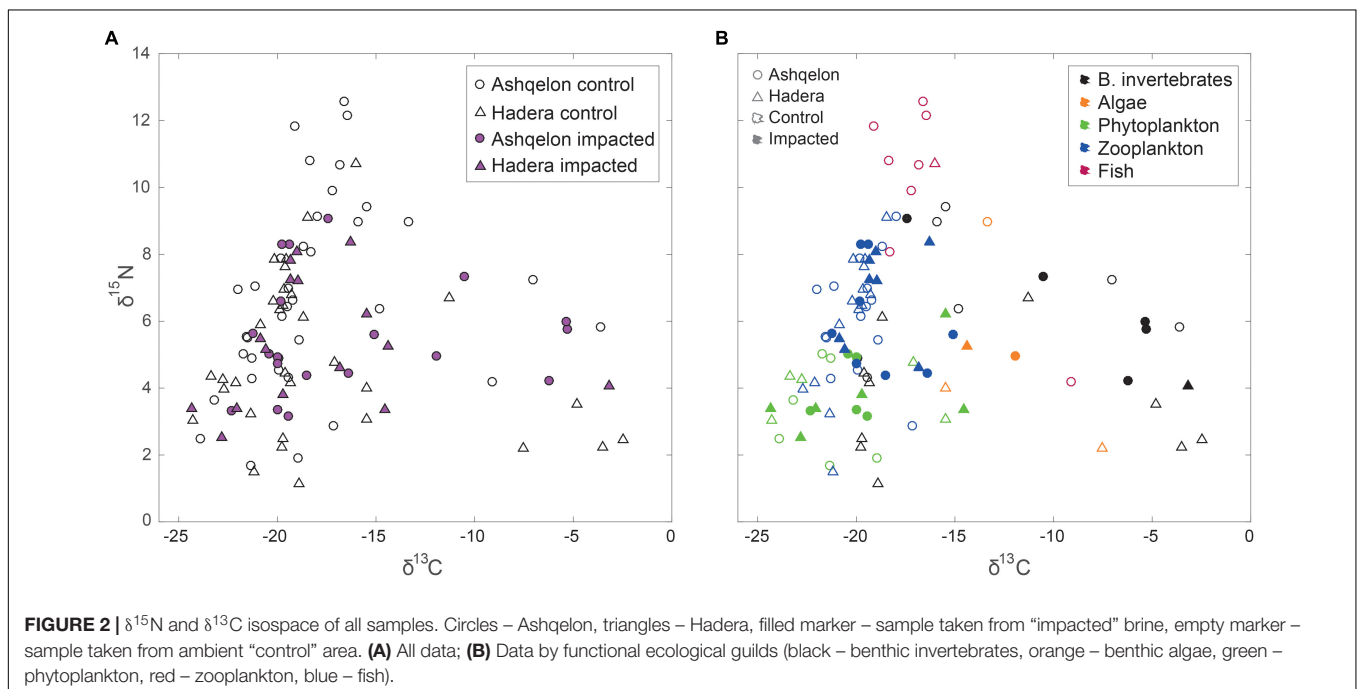 A
14
12
10
8
6
4
2
0
δ15N
-25 -20 -15 -10 -5 0
δ13C
Ashqelon control
Hadera control
Ashqelon impacted
Hadera impacted
B
Ashqelon
Hadera
Control
Impacted
B. invertebrates
Algae
Phytoplankton
Zooplankton
Fish
-25 -20 -15 -10 -5 0
δ13C
FIGURE 2 | δ15N and δ13C isospace of all samples. Circles – Ashqelon, triangles – Hadera, filled marker – sample taken from “impacted” brine, empty marker –
sample taken from ambient “control” area. (A) All data; (B) Data by functional ecological guilds (black – benthic invertebrates, orange – benthic algae, green –
phytoplankton, red – zooplankton, blue – fish).